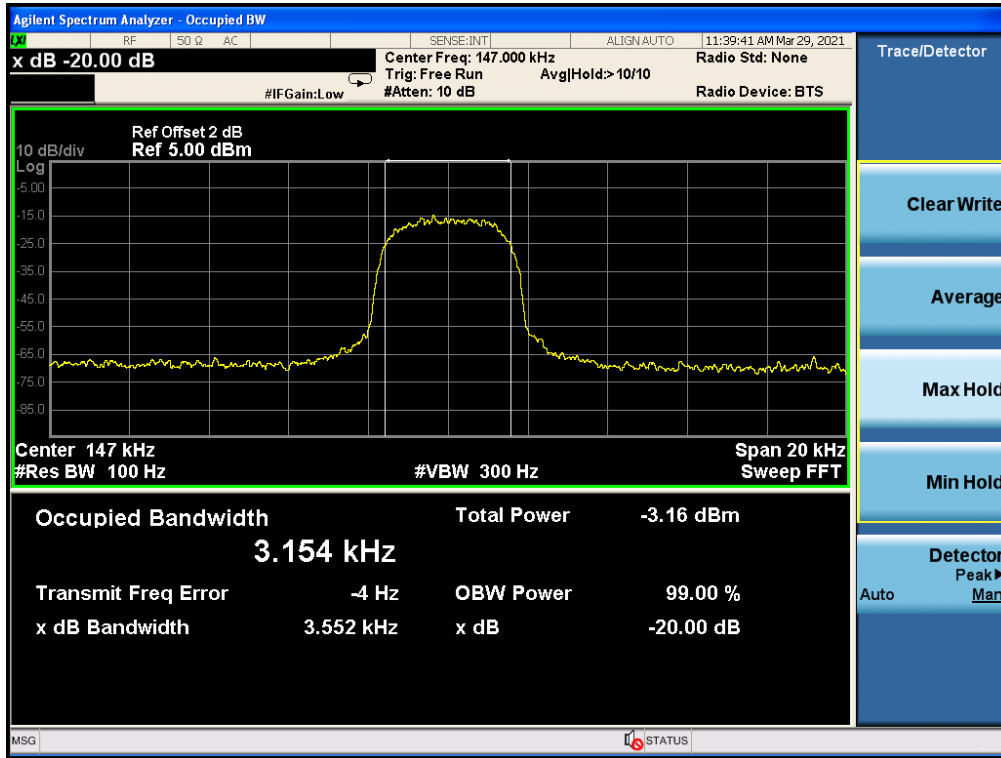 Agilent Spectrum Analyzer - Occupied BW
LXI RF 50 Ω AC SENSE:INT ALIGN AUTO 11:39:41 AM Mar 29, 2021
x dB -20.00 dB
Center Freq: 147.000 kHz
Radio Std: None
Trig: Free Run Avg|Hold:>10/10
#IFGain:Low
#Atten: 10 dB
Radio Device: BTS
Ref Offset 2 dB
10 dB/div Ref 5.00 dBm
Log
-5.00
-15.0
-25.0
-35.0
-45.0
-55.0
-65.0
-75.0
-85.0
Center 147 kHz Span 20 kHz
#Res BW 100 Hz #VBW 300 Hz Sweep FFT
Occupied Bandwidth Total Power -3.16 dBm
3.154 kHz
Transmit Freq Error -4 Hz OBW Power 99.00 %
x dB Bandwidth 3.552 kHz x dB -20.00 dB
MSG STATUS
Trace/Detector
Clear Write
Average
Max Hold
Min Hold
Detector
Peak
Auto Man